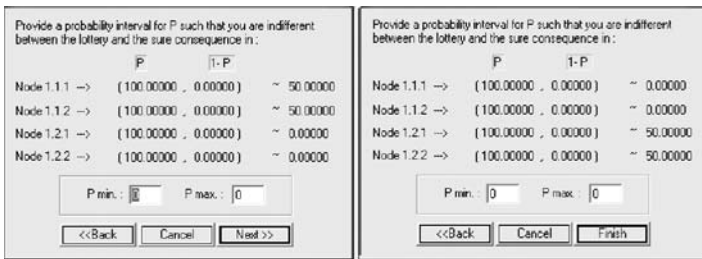 Provide a probability interval for P such that you are indifferent
between the lottery and the sure consequence in :
P 1- P
Node 1.1.1 --> (100.00000 , 0.00000 ) ~ 50.00000
Node 1.1.2 --> (100.00000 , 0.00000 ) ~ 50.00000
Node 1.2.1 --> (100.00000 , 0.00000 ) ~ 0.00000
Node 1.2.2 --> (100.00000 , 0.00000 ) ~ 0.00000
P min. : 0 P max. : 0
<<Back Cancel Next >>
Provide a probability interval for P such that you are indifferent
between the lottery and the sure consequence in :
P 1- P
Node 1.1.1 --> (100.00000 , 0.00000 ) ~ 0.00000
Node 1.1.2 --> (100.00000 , 0.00000 ) ~ 0.00000
Node 1.2.1 --> (100.00000 , 0.00000 ) ~ 50.00000
Node 1.2.2 --> (100.00000 , 0.00000 ) ~ 50.00000
P min. : 0 P max. : 0
<<Back Cancel Finish